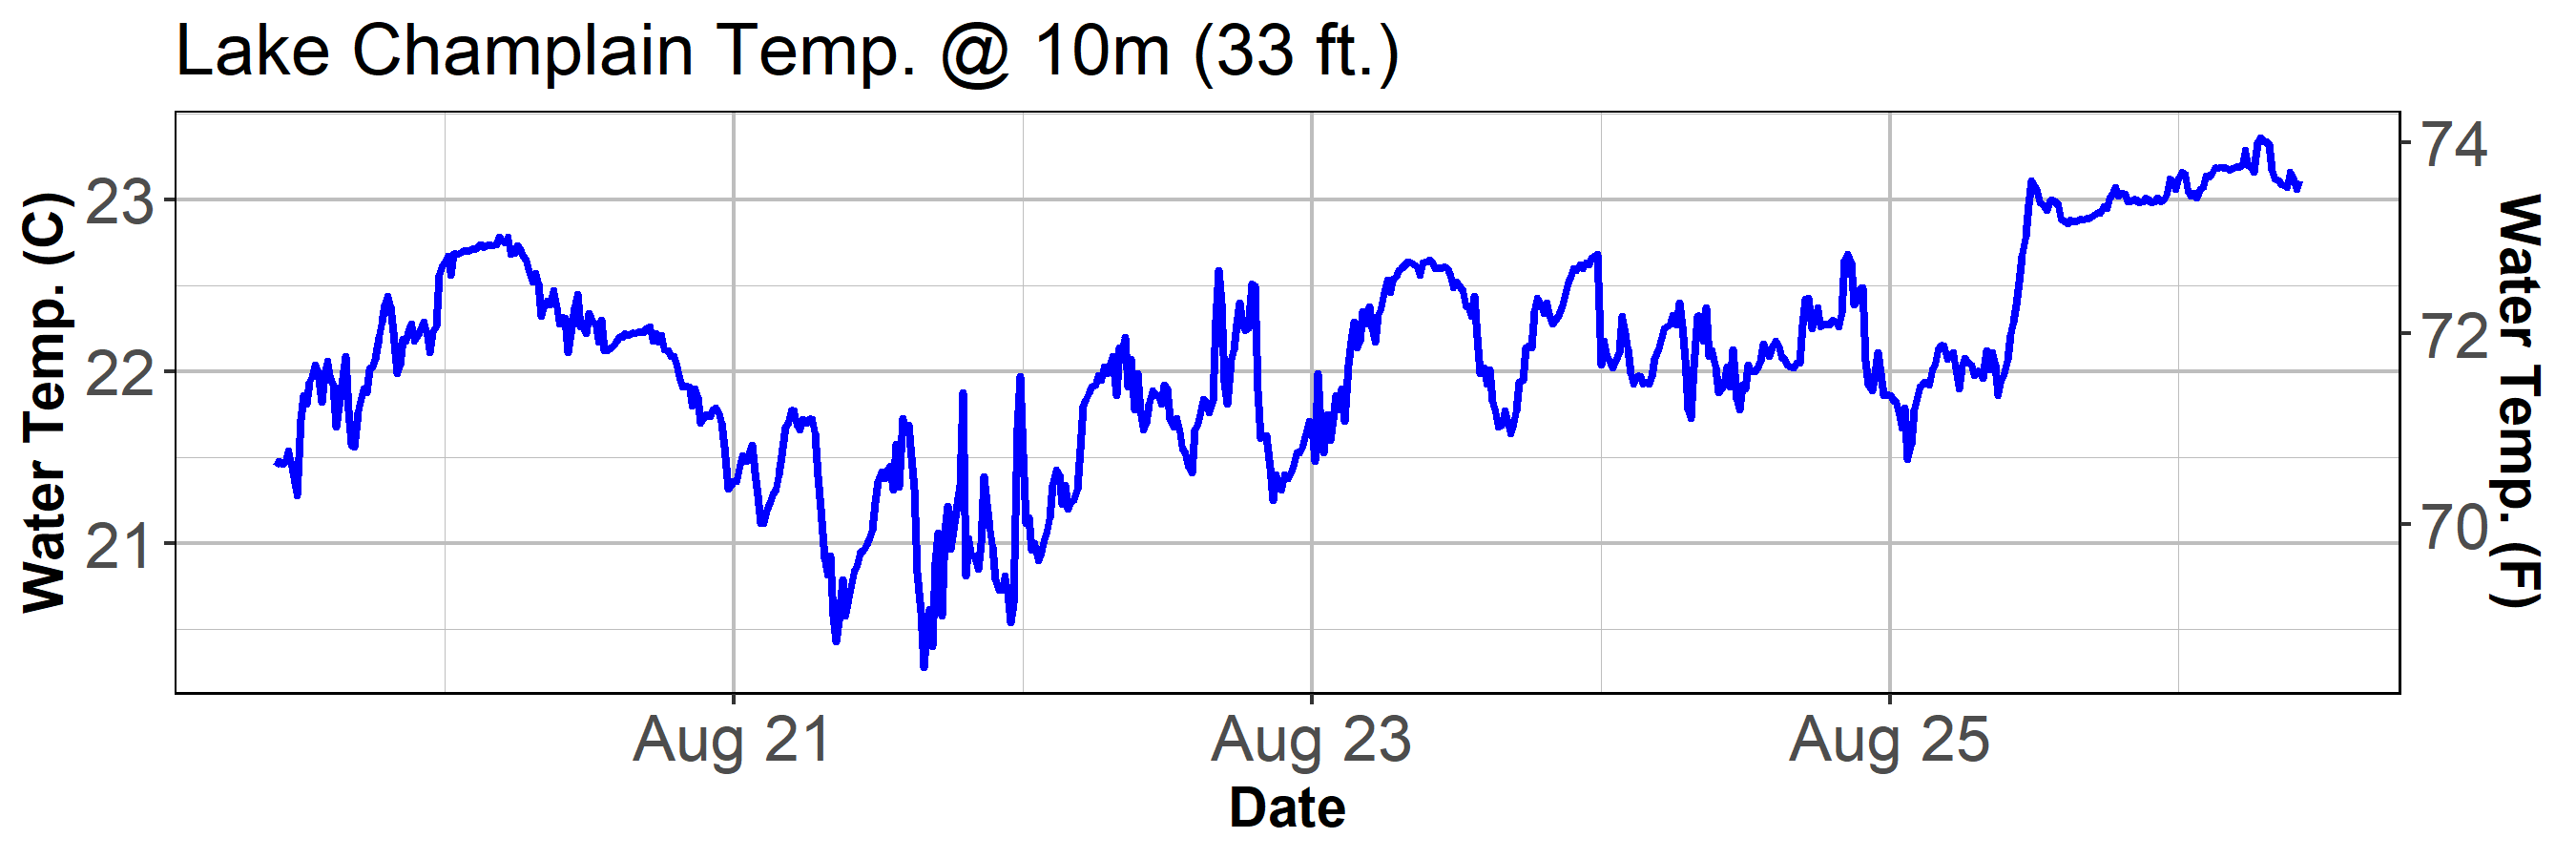 Lake Champlain Temp. @ 10m (33 ft.)
Water Temp. (C)
23
22
21
74
72
70
Water Temp. (F)
Aug 21 Aug 23 Aug 25
Date